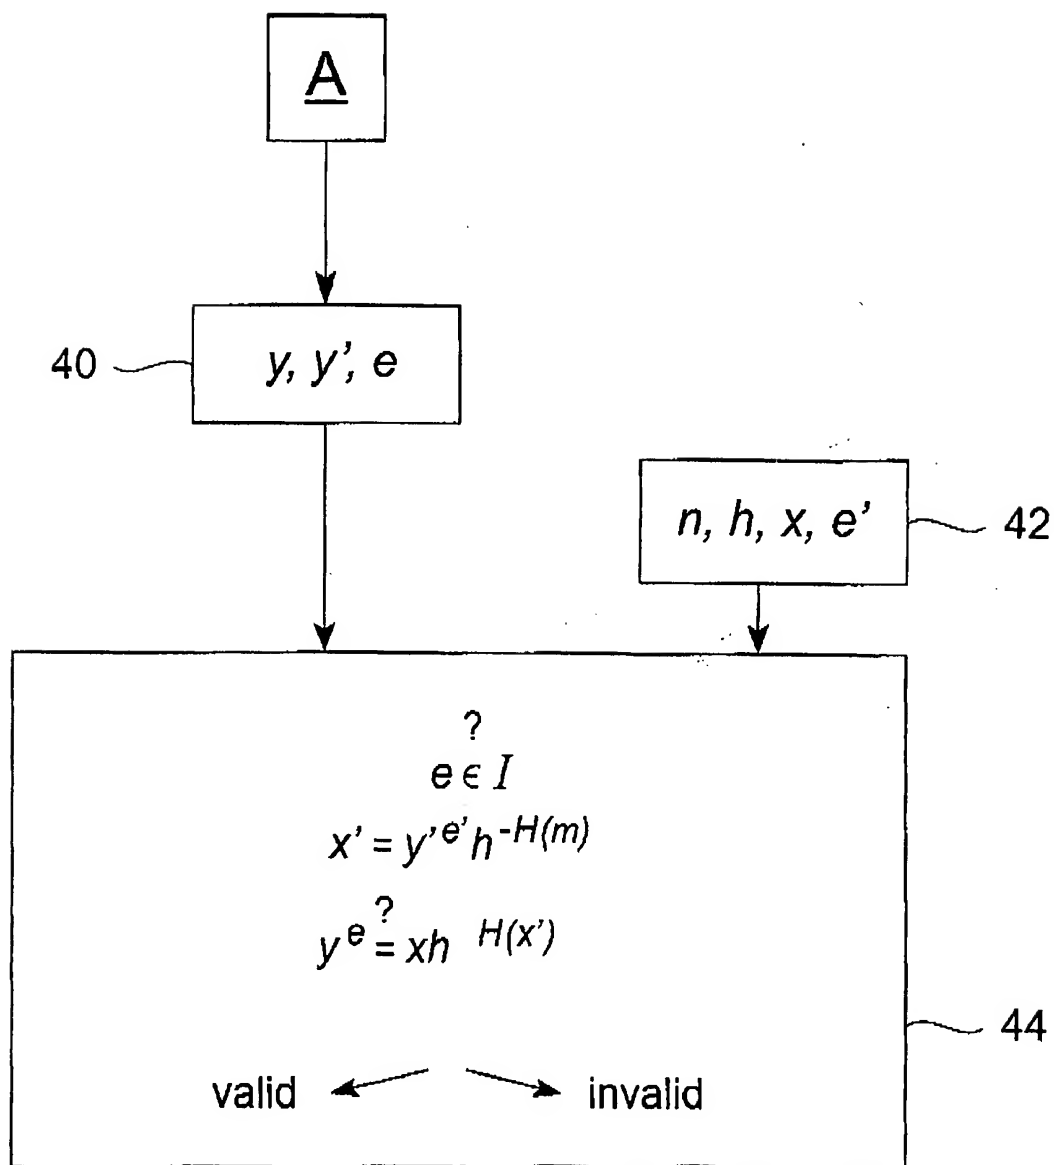 A
40
y, y', e
n, h, x, e'
42
?
e ϵ I
x' = y'^e' h^-H(m)
?
y^e = xh^H(x')
44
valid
invalid